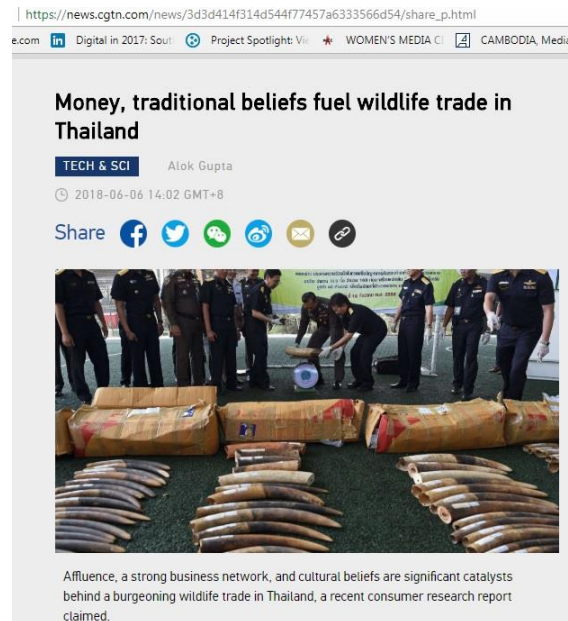 https://news.cgtn.com/news/3d3d414f314d544f77457a6333566d54/share_p.html
e.com in Digital in 2017: Sout Project Spotlight: Vie WOMEN'S MEDIA C CAMBODIA, Media
Money, traditional beliefs fuel wildlife trade in
Thailand
TECH & SCI Alok Gupta
2018-06-06 14:02 GMT+8
Share
Affluence, a strong business network, and cultural beliefs are significant catalysts
behind a burgeoning wildlife trade in Thailand, a recent consumer research report
claimed.